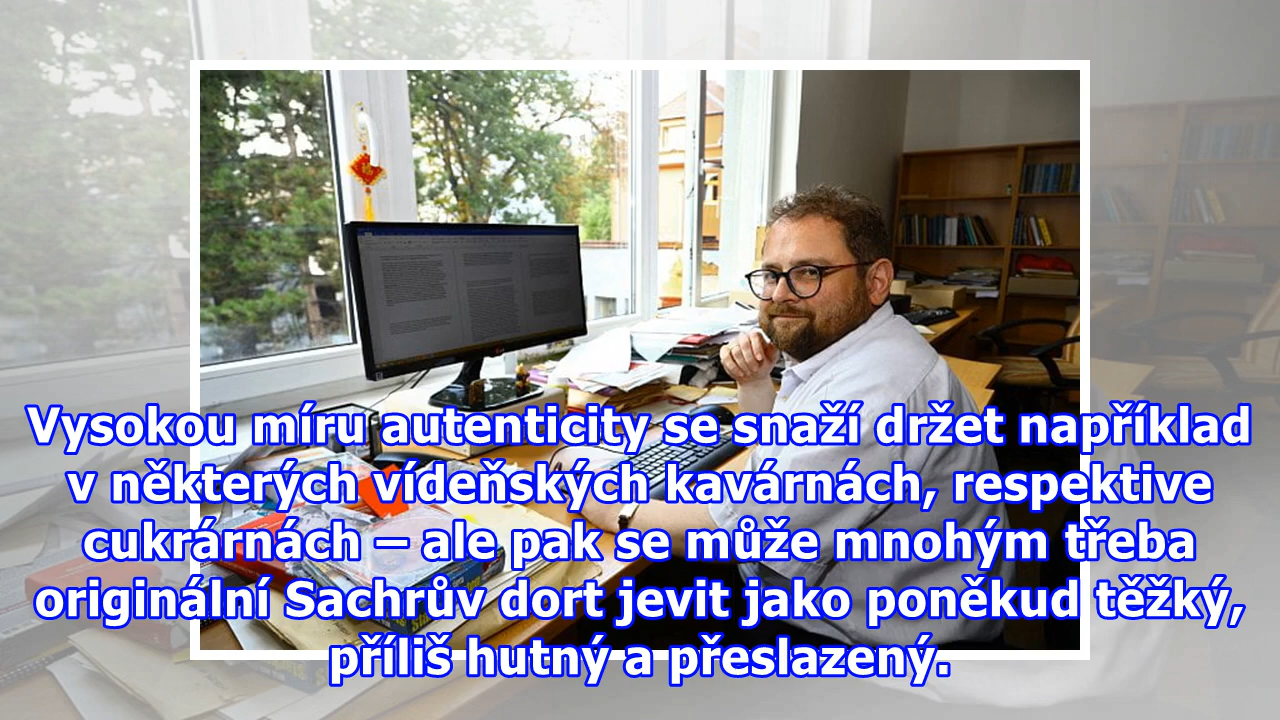 Vysokou míru autenticity se snaží držet například
v některých vídeňských kavárnách, respektive
cukrárnách – ale pak se může mnohým třeba
originální Sachrův dort jevit jako poněkud těžký,
příliš hutný a přeslazený.